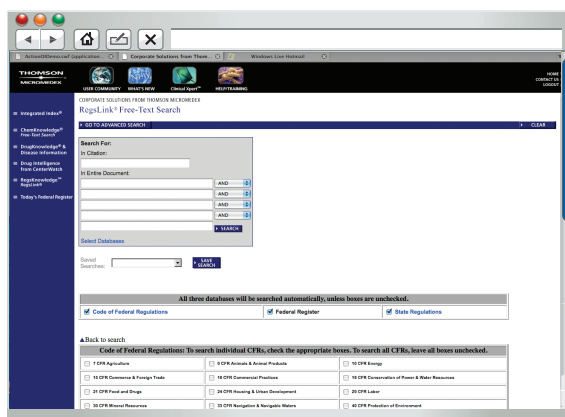 ActionDBDemo.swf (application...
Corporate Solutions from Thom...
Windows Live Hotmail
THOMSON
MICROMEDEX
USER COMMUNITY
WHAT'S NEW
Clinical Xpert™
HELP/TRAINING
HOME
CONTACT US
LOGOUT
CORPORATE SOLUTIONS FROM THOMSON MICROMEDEX
RegsLink® Free-Text Search
GO TO ADVANCED SEARCH
CLEAR
Integrated Index®
ChemKnowledge®
Free-Text Search
DrugKnowledge® &
Disease Information
Drug Intelligence
from CenterWatch
RegsKnowledge™
RegsLink®
Today's Federal Register
Search For:
In Citation:
In Entire Document:
AND
AND
AND
AND
SEARCH
Select Databases
Saved
Searches:
SAVE
SEARCH
All three databases will be searched automatically, unless boxes are unchecked.
Code of Federal Regulations
Federal Register
State Regulations
Back to search
Code of Federal Regulations: To search individual CFRs, check the appropriate boxes. To search all CFRs, leave all boxes unchecked.
7 CFR Agriculture
9 CFR Animals & Animal Products
10 CFR Energy
15 CFR Commerce & Foreign Trade
16 CFR Commercial Practices
18 CFR Conservation of Power & Water Resources
21 CFR Food and Drugs
24 CFR Housing & Urban Development
29 CFR Labor
30 CFR Mineral Resources
33 CFR Navigation & Navigable Waters
40 CFR Protection of Environment